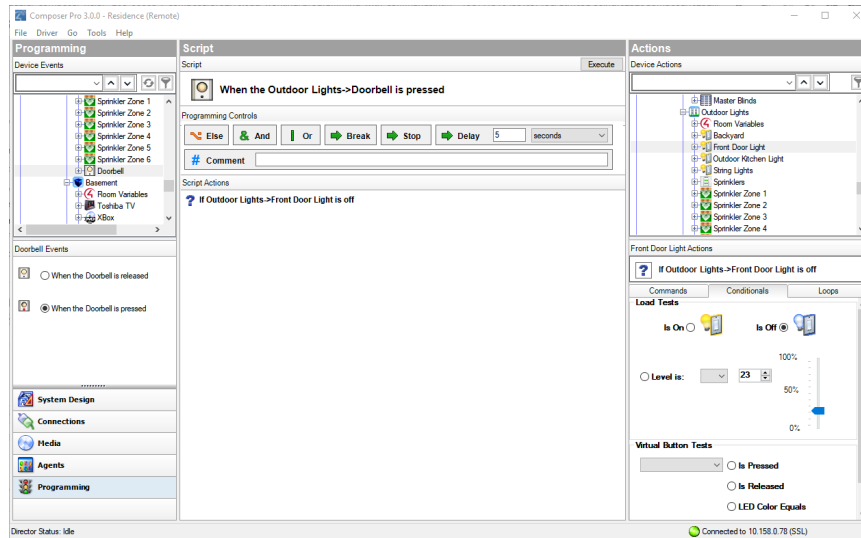 Composer Pro 3.0.0 - Residence (Remote)
File Driver Go Tools Help
Programming
Device Events
Sprinkler Zone 1
Sprinkler Zone 2
Sprinkler Zone 3
Sprinkler Zone 4
Sprinkler Zone 5
Sprinkler Zone 6
Doorbell
Basement
Room Variables
Toshiba TV
XBox
Doorbell Events
When the Doorbell is released
When the Doorbell is pressed
System Design
Connections
Media
Agents
Programming
Script
Script Execute
When the Outdoor Lights->Doorbell is pressed
Programming Controls
Else & And Or Break Stop Delay 5 seconds
# Comment
Script Actions
? If Outdoor Lights->Front Door Light is off
Actions
Device Actions
Master Blinds
Outdoor Lights
Room Variables
Backyard
Front Door Light
Outdoor Kitchen Light
String Lights
Sprinklers
Sprinkler Zone 1
Sprinkler Zone 2
Sprinkler Zone 3
Sprinkler Zone 4
Front Door Light Actions
? If Outdoor Lights->Front Door Light is off
Commands Conditionals Loops
Load Tests
Is On Is Off
100%
Level is: 23
50%
0%
Virtual Button Tests
Is Pressed
Is Released
LED Color Equals
Director Status: Idle
Connected to 10.158.0.78 (SSL)